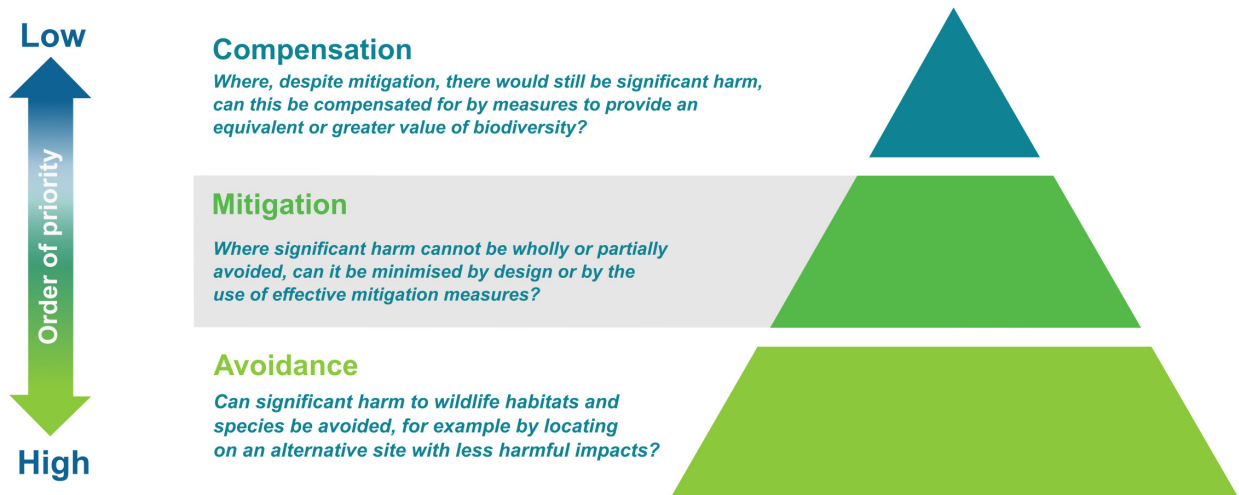 Low
Order of priority
High
Compensation
Where, despite mitigation, there would still be significant harm,
can this be compensated for by measures to provide an
equivalent or greater value of biodiversity?
Mitigation
Where significant harm cannot be wholly or partially
avoided, can it be minimised by design or by the
use of effective mitigation measures?
Avoidance
Can significant harm to wildlife habitats and
species be avoided, for example by locating
on an alternative site with less harmful impacts?